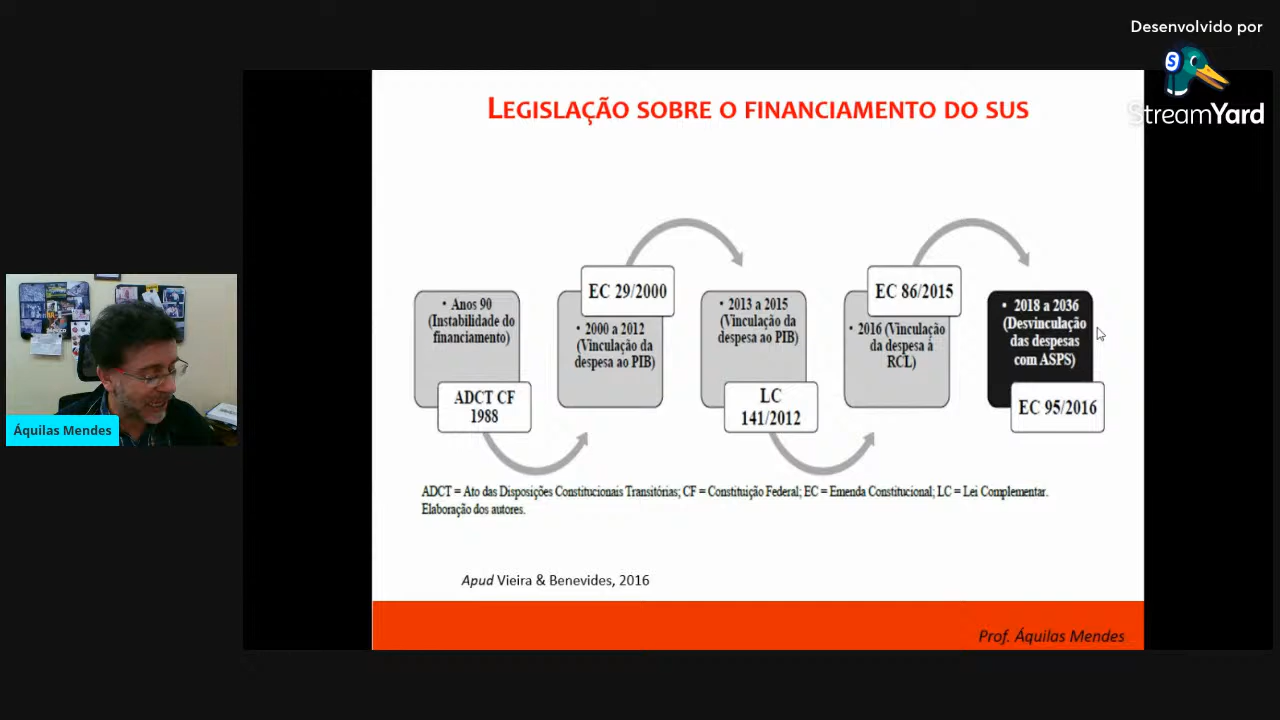 Desenvolvido por
StreamYard
LEGISLAÇÃO SOBRE O FINANCIAMENTO DO SUS
• Anos 90
(Instabilidade do
financiamento)
ADCT CF
1988
EC 29/2000
• 2000 a 2012
(Vinculação da
despesa ao PIB)
• 2013 a 2015
(Vinculação da
despesa ao PIB)
LC
141/2012
EC 86/2015
• 2016 (Vinculação
da despesa à
RCL)
• 2018 a 2036
(Desvinculação
das despesas
com ASPS)
EC 95/2016
ADCT = Ato das Disposições Constitucionais Transitórias; CF = Constituição Federal; EC = Emenda Constitucional; LC = Lei Complementar.
Elaboração dos autores.
Apud Vieira & Benevides, 2016
Prof. Áquilas Mendes
Áquilas Mendes